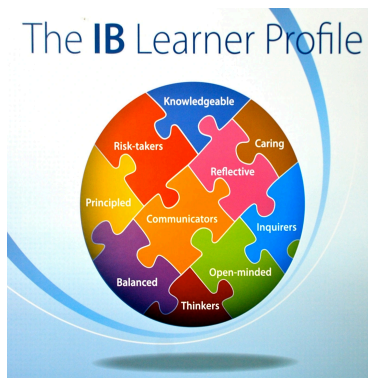 The IB Learner Profile
Knowledgeable
Risk-takers
Caring
Reflective
Principled
Communicators
Inquirers
Balanced
Open-minded
Thinkers